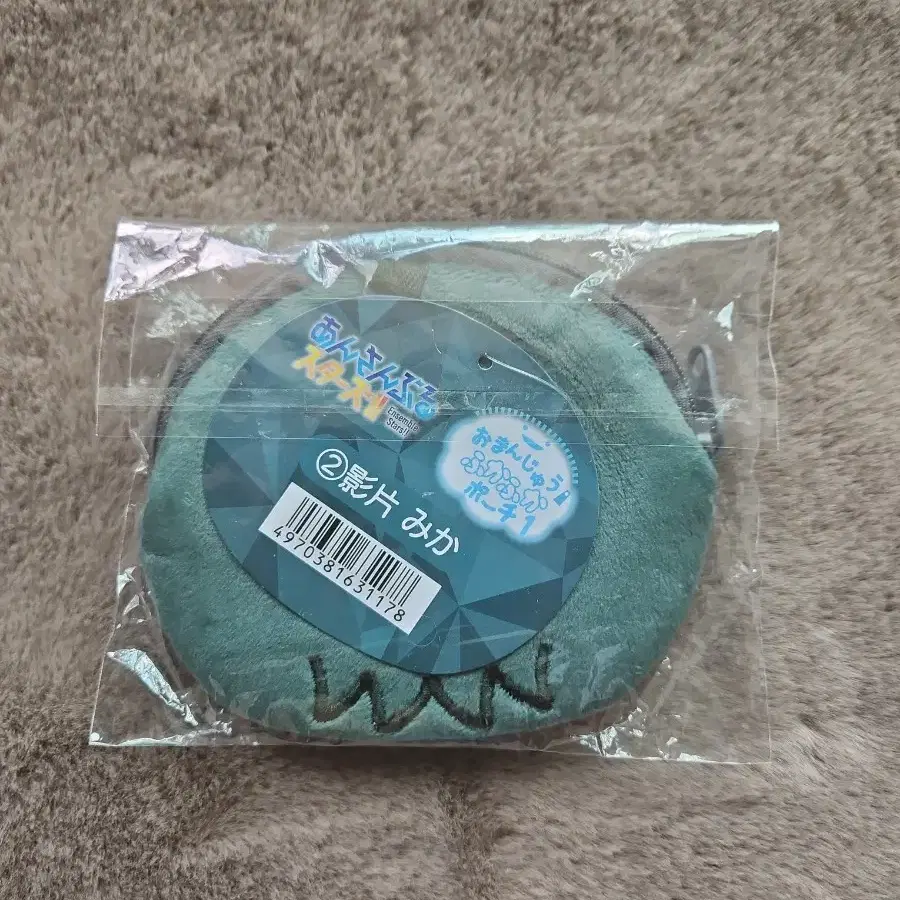 あんさんぶる
スターズ!!
Ensemble
Stars!!
おまんじゅう
ふかふか
ポーチ1
②影片 みか
4970381631178